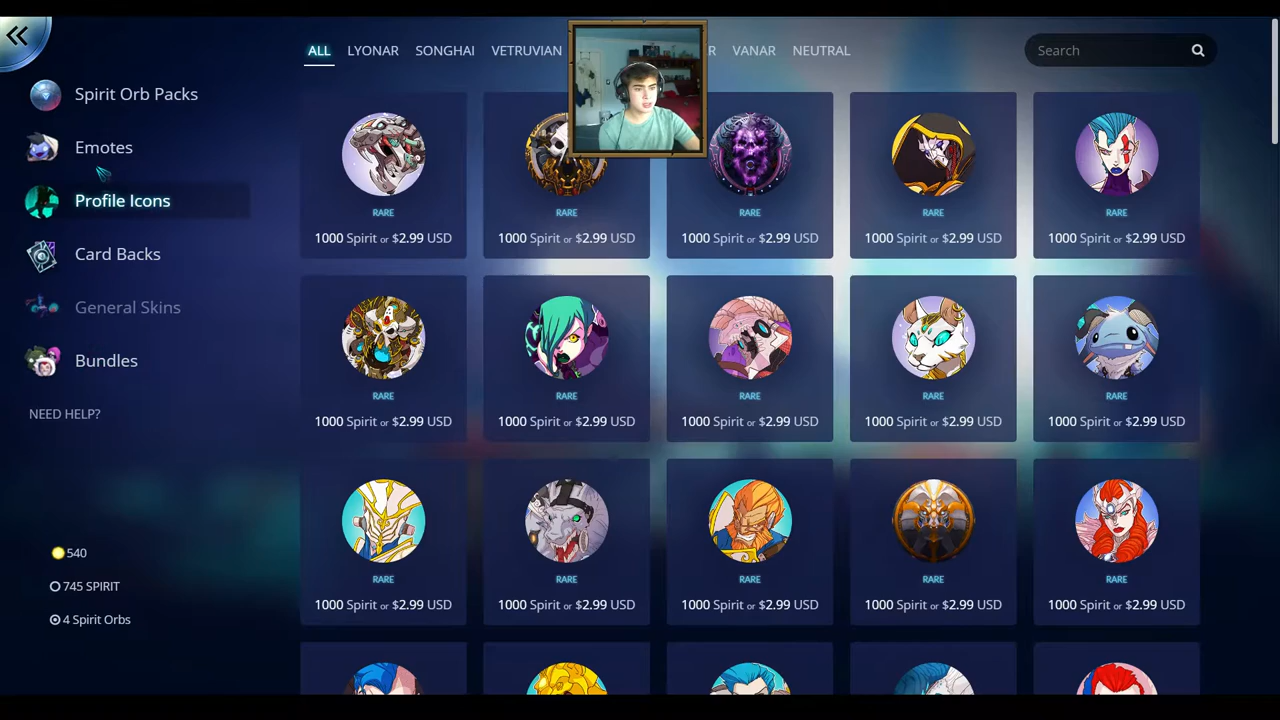 ALL LYONAR SONGHAI VETRUVIAN R VANAR NEUTRAL
Search
Spirit Orb Packs
Emotes
Profile Icons
Card Backs
General Skins
Bundles
NEED HELP?
540
745 SPIRIT
4 Spirit Orbs
RARE RARE RARE RARE RARE
1000 Spirit or $2.99 USD 1000 Spirit or $2.99 USD 1000 Spirit or $2.99 USD 1000 Spirit or $2.99 USD 1000 Spirit or $2.99 USD
RARE RARE RARE RARE RARE
1000 Spirit or $2.99 USD 1000 Spirit or $2.99 USD 1000 Spirit or $2.99 USD 1000 Spirit or $2.99 USD 1000 Spirit or $2.99 USD
RARE RARE RARE RARE RARE
1000 Spirit or $2.99 USD 1000 Spirit or $2.99 USD 1000 Spirit or $2.99 USD 1000 Spirit or $2.99 USD 1000 Spirit or $2.99 USD